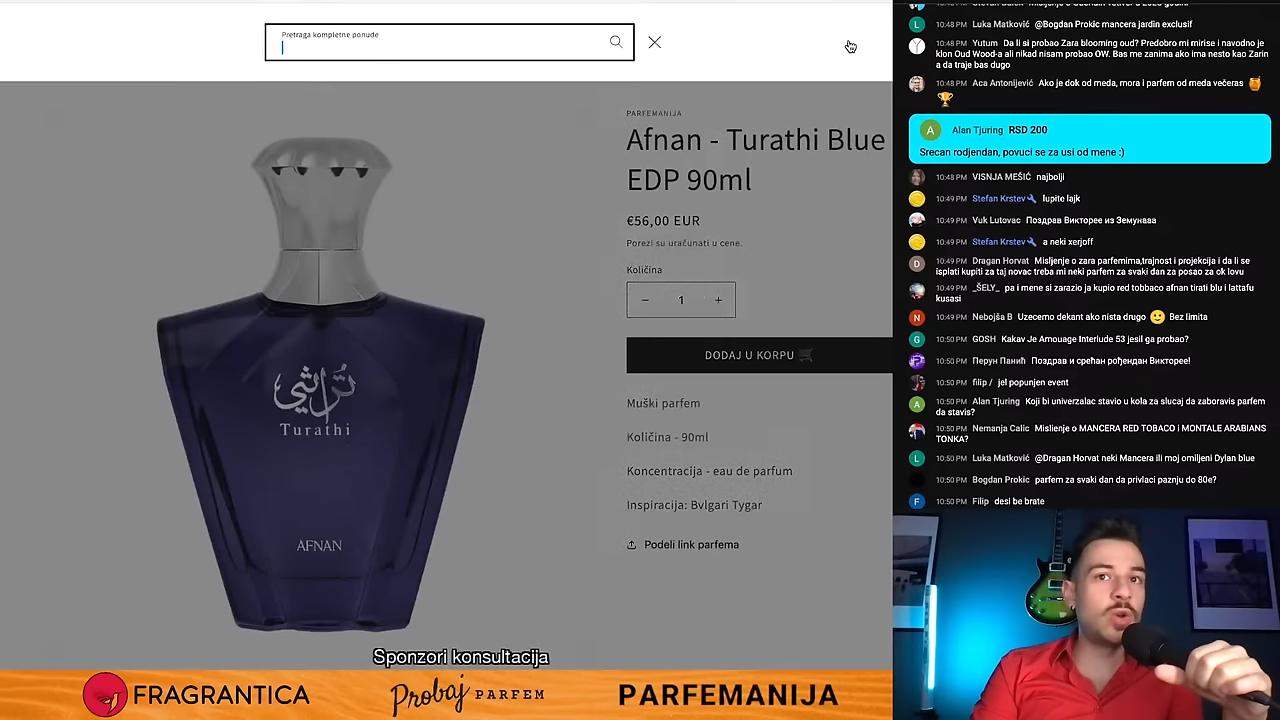 Pretraga kompletne ponude
PARFEMANIJA
Afnan - Turathi Blue
EDP 90ml
€56,00 EUR
Porezi su uračunati u cene.
Količina
− 1 +
DODAJ U KORPU
Muški parfem
Količina - 90ml
Koncentracija - eau de parfum
Inspiracija: Bvlgari Tygar
Podeli link parfema
تراثي
Turathi
AFNAN
Sponzori konsultacija
FRAGRANTICA
Probaj PARFEM
PARFEMANIJA
10:48 PM Luka Matković @Bogdan Prokic mancera jardin exclusif
10:48 PM Yutum Da li si probao Zara blooming oud? Predobro mi mirise i navodno je
klon Oud Wood-a ali nikad nisam probao OW. Bas me zanima ako ima nesto kao Zarin
a da traje bas dugo
10:48 PM Aca Antonijević Ako je dok od meda, mora i parfem od meda večeras
A Alan Tjuring RSD 200
Srecan rodjendan, povuci se za usi od mene :)
10:48 PM VISNJA MEŠIĆ najbolji
10:49 PM Stefan Krstev lupite lajk
10:49 PM Vuk Lutovac Поздрав Викторее из Земунааа
10:49 PM Stefan Krstev a neki xerjoff
10:49 PM Dragan Horvat Misljenje o zara parfemima,trajnost i projekcija i da li se
isplati kupiti za taj novac treba mi neki parfem za svaki dan za posao za ok lovu
10:49 PM _ŠELY_ pa i mene si zarazio ja kupio red tobbaco afnan tirati blu i lattafu
kusasi
10:49 PM Nebojša B Uzecemo dekant ako nista drugo Bez limita
10:50 PM GOSH Kakav Je Amouage Interlude 53 jesil ga probao?
10:50 PM Перун Панић Поздрав и срећан рођендан Викторее!
10:50 PM filip / jel popunjen event
10:50 PM Alan Tjuring Koji bi univerzalac stavio u kola za slucaj da zaboravis parfem
da stavis?
10:50 PM Nemanja Calic Mislienje o MANCERA RED TOBACO i MONTALE ARABIANS
TONKA?
10:50 PM Luka Matković @Dragan Horvat neki Mancera ili moj omiljeni Dylan blue
10:50 PM Bogdan Prokic parfem za svaki dan da privlaci paznju do 80e?
10:50 PM Filip desi be brate